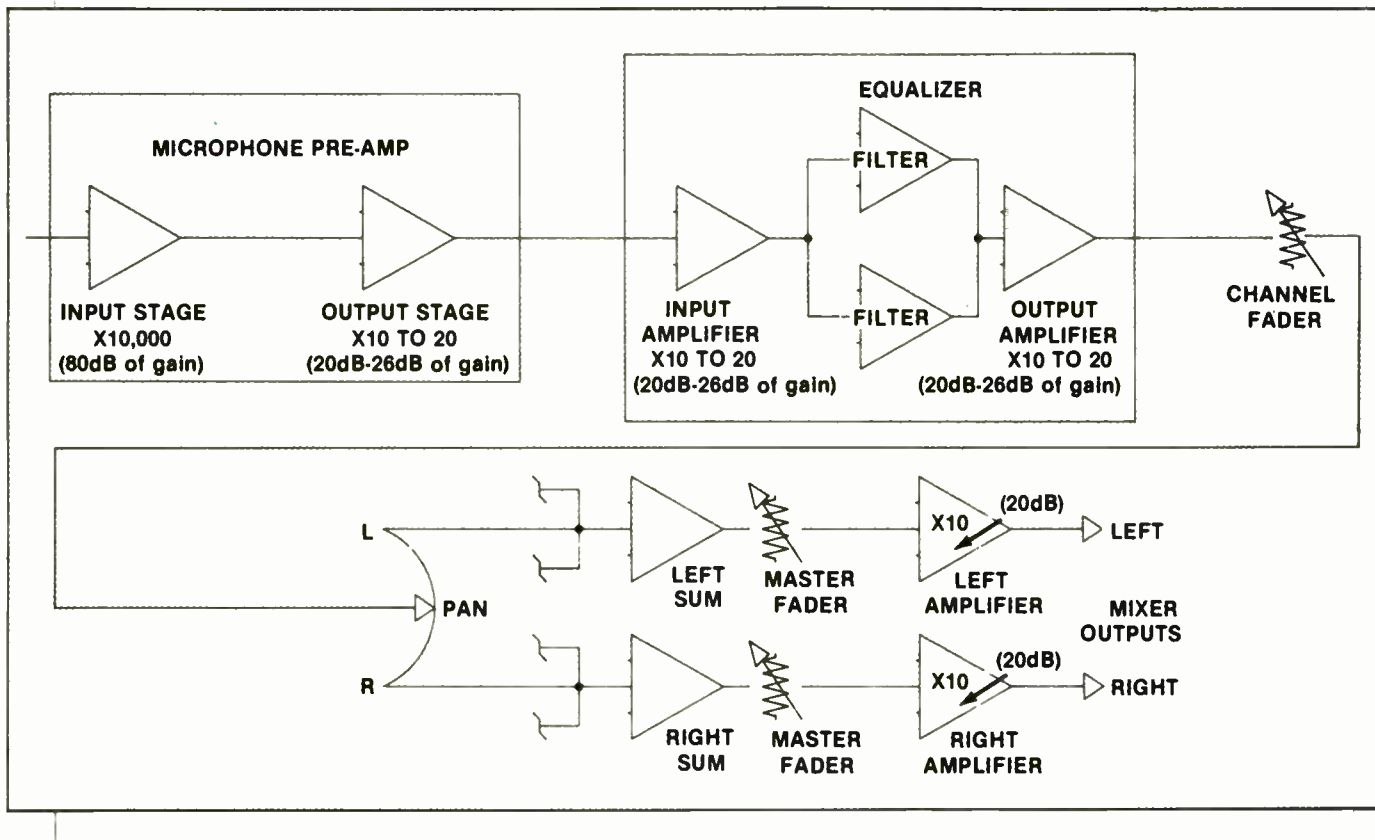 MICROPHONE PRE-AMP
INPUT STAGE
X10,000
(80dB of gain)
OUTPUT STAGE
X10 TO 20
(20dB-26dB of gain)
EQUALIZER
FILTER
FILTER
INPUT
AMPLIFIER
X10 TO 20
(20dB-26dB of gain)
OUTPUT
AMPLIFIER
X10 TO 20
(20dB-26dB of gain)
CHANNEL
FADER
L
PAN
R
LEFT
SUM
MASTER
FADER
X10
(20dB)
LEFT
AMPLIFIER
LEFT
MIXER
OUTPUTS
RIGHT
SUM
MASTER
FADER
X10
(20dB)
RIGHT
AMPLIFIER
RIGHT